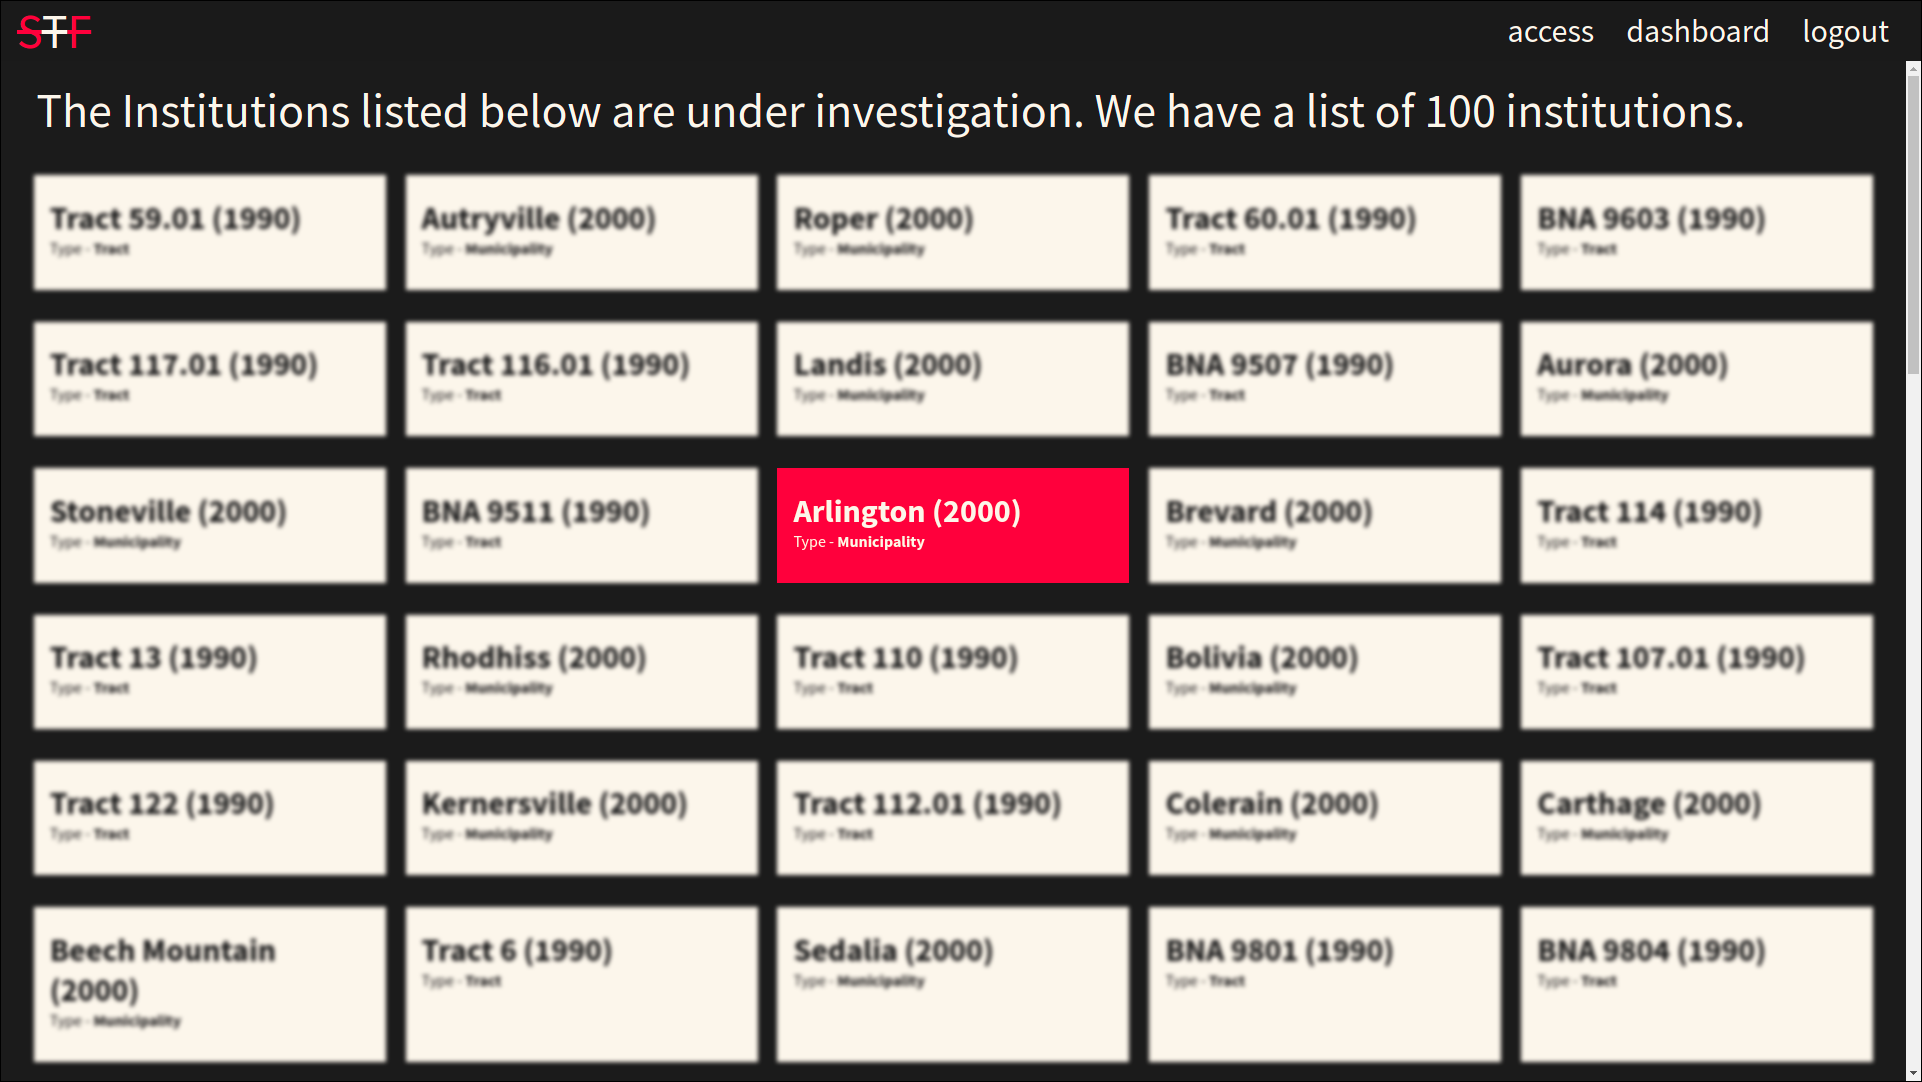 STF
access dashboard logout
The Institutions listed below are under investigation. We have a list of 100 institutions.
Tract 59.01 (1990)
Type - Tract
Autryville (2000)
Type - Municipality
Roper (2000)
Type - Municipality
Tract 60.01 (1990)
Type - Tract
BNA 9603 (1990)
Type - Tract
Tract 117.01 (1990)
Type - Tract
Tract 116.01 (1990)
Type - Tract
Landis (2000)
Type - Municipality
BNA 9507 (1990)
Type - Tract
Aurora (2000)
Type - Municipality
Stoneville (2000)
Type - Municipality
BNA 9511 (1990)
Type - Tract
Arlington (2000)
Type - Municipality
Brevard (2000)
Type - Municipality
Tract 114 (1990)
Type - Tract
Tract 13 (1990)
Type - Tract
Rhodhiss (2000)
Type - Municipality
Tract 110 (1990)
Type - Tract
Bolivia (2000)
Type - Municipality
Tract 107.01 (1990)
Type - Tract
Tract 122 (1990)
Type - Tract
Kernersville (2000)
Type - Municipality
Tract 112.01 (1990)
Type - Tract
Colerain (2000)
Type - Municipality
Carthage (2000)
Type - Municipality
Beech Mountain
(2000)
Type - Municipality
Tract 6 (1990)
Type - Tract
Sedalia (2000)
Type - Municipality
BNA 9801 (1990)
Type - Tract
BNA 9804 (1990)
Type - Tract